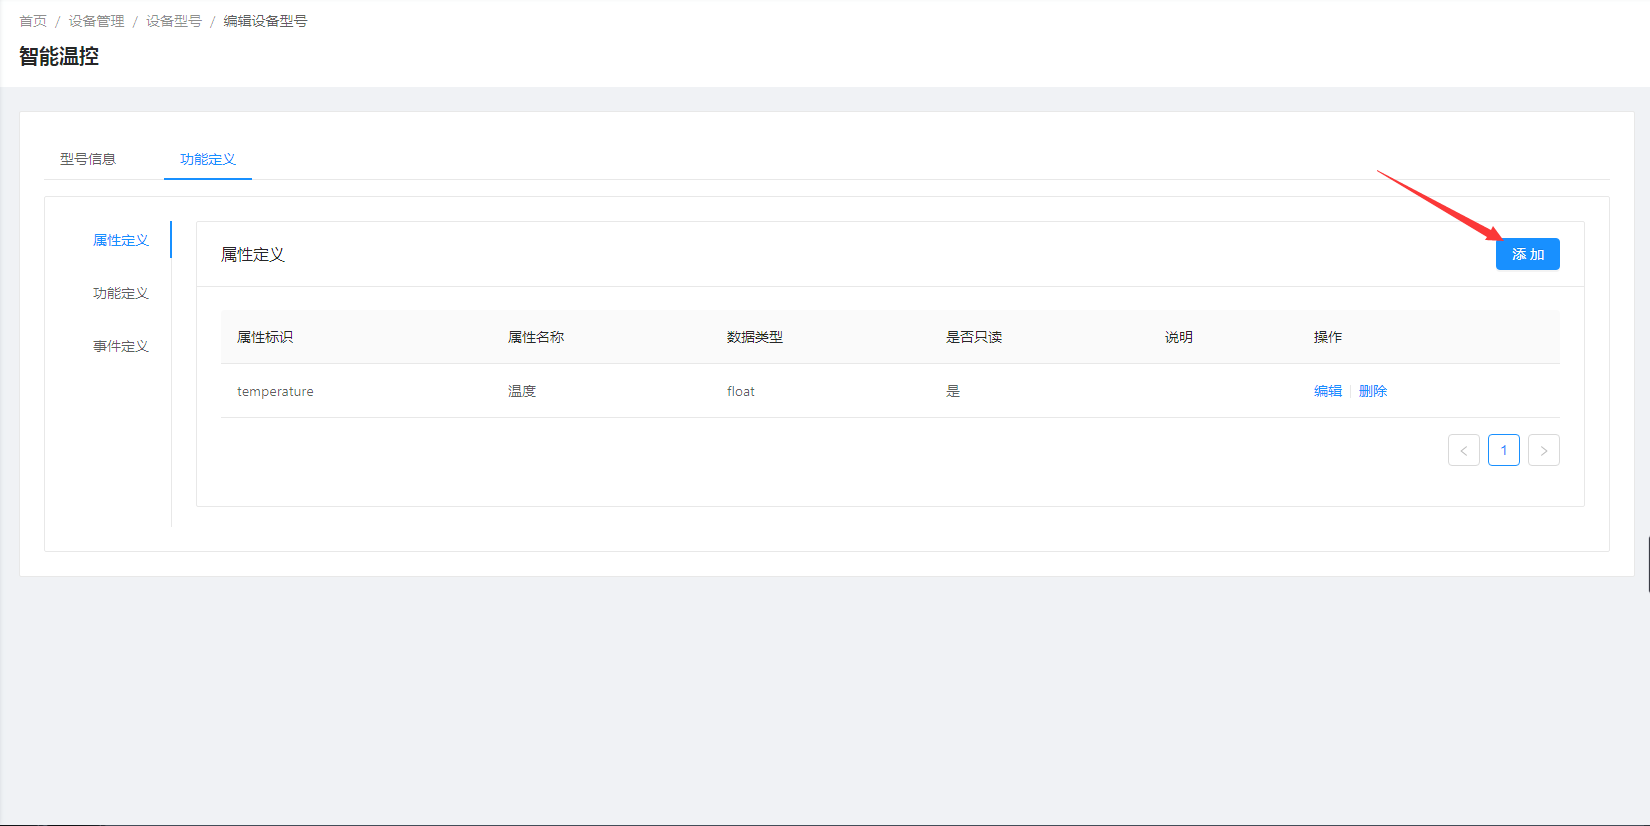 首页 / 设备管理 / 设备型号 / 编辑设备型号
智能温控
型号信息 功能定义
属性定义
功能定义
事件定义
属性定义 添加
属性标识 属性名称 数据类型 是否只读 说明 操作
temperature 温度 float 是 编辑 删除
< 1 >